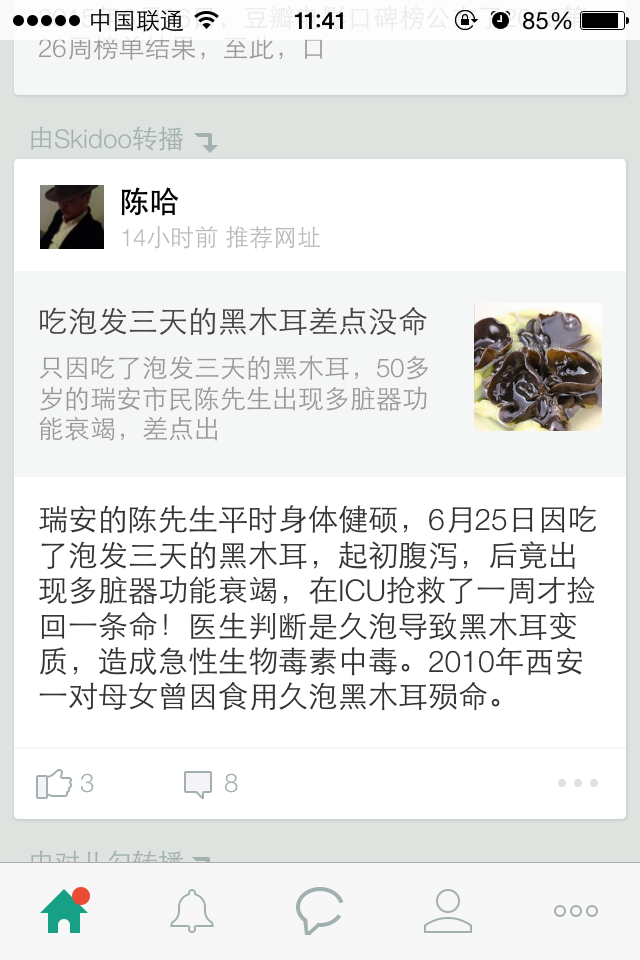 中国联通 11:41 85%
26周榜单结果，至此，口
由Skidoo转播
陈哈
14小时前 推荐网址
吃泡发三天的黑木耳差点没命
只因吃了泡发三天的黑木耳，50多
岁的瑞安市民陈先生出现多脏器功
能衰竭，差点出
瑞安的陈先生平时身体健硕，6月25日因吃
了泡发三天的黑木耳，起初腹泻，后竟出
现多脏器功能衰竭，在ICU抢救了一周才捡
回一条命！医生判断是久泡导致黑木耳变
质，造成急性生物毒素中毒。2010年西安
一对母女曾因食用久泡黑木耳殒命。
3 8